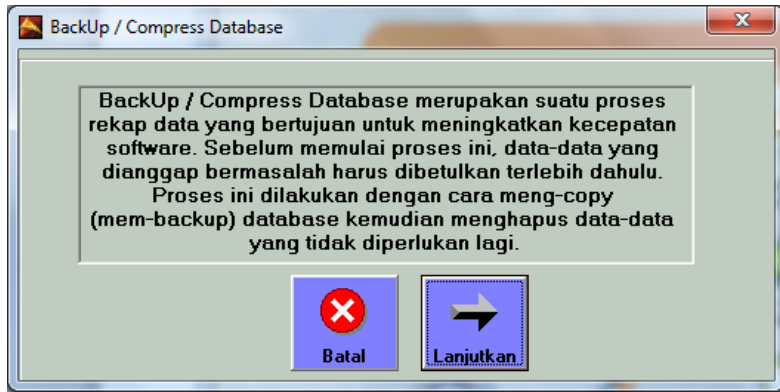 BackUp / Compress Database
BackUp / Compress Database merupakan suatu proses
rekap data yang bertujuan untuk meningkatkan kecepatan
software. Sebelum memulai proses ini, data-data yang
dianggap bermasalah harus dibetulkan terlebih dahulu.
Proses ini dilakukan dengan cara meng-copy
(mem-backup) database kemudian menghapus data-data
yang tidak diperlukan lagi.
Batal
Lanjutkan